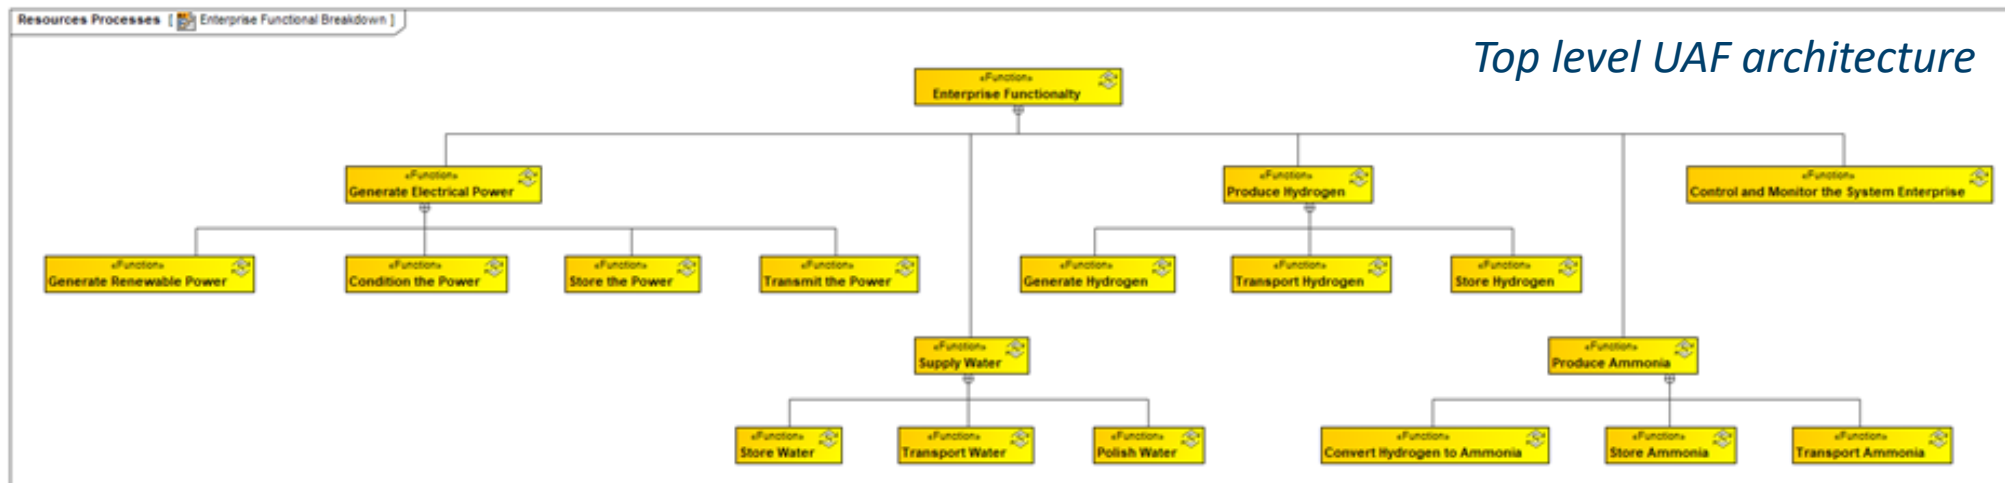 Resources Processes [ Enterprise Functional Breakdown ]
Top level UAF architecture
«Function»
Enterprise Functionalty
«Function»
Generate Electrical Power
«Function»
Produce Hydrogen
«Function»
Control and Monitor the System Enterprise
«Function»
Generate Renewable Power
«Function»
Condition the Power
«Function»
Store the Power
«Function»
Transmit the Power
«Function»
Generate Hydrogen
«Function»
Transport Hydrogen
«Function»
Store Hydrogen
«Function»
Supply Water
«Function»
Produce Ammonia
«Function»
Store Water
«Function»
Transport Water
«Function»
Polish Water
«Function»
Convert Hydrogen to Ammonia
«Function»
Store Ammonia
«Function»
Transport Ammonia